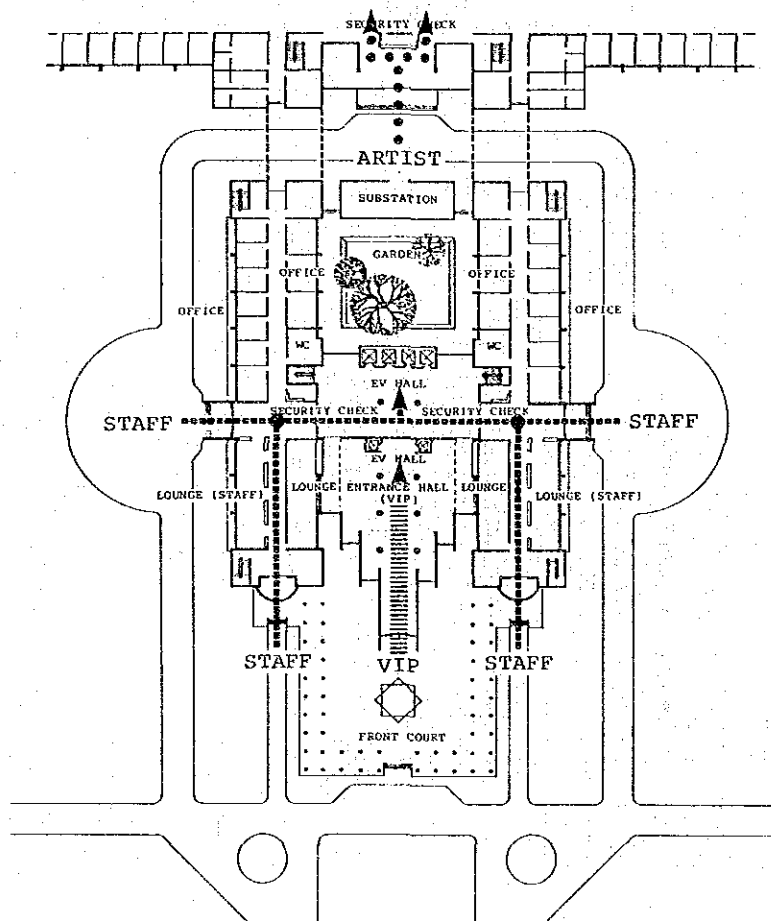 SECURITY CHECK
ARTIST
SUBSTATION
GARDEN
OFFICE
OFFICE
OFFICE
OFFICE
WC
WC
EV HALL
SECURITY CHECK
SECURITY CHECK
STAFF
STAFF
EV HALL
LOUNGE (STAFF)
LOUNGE
ENTRANCE HALL
(VIP)
LOUNGE
LOUNGE (STAFF)
STAFF
VIP
STAFF
FRONT COURT